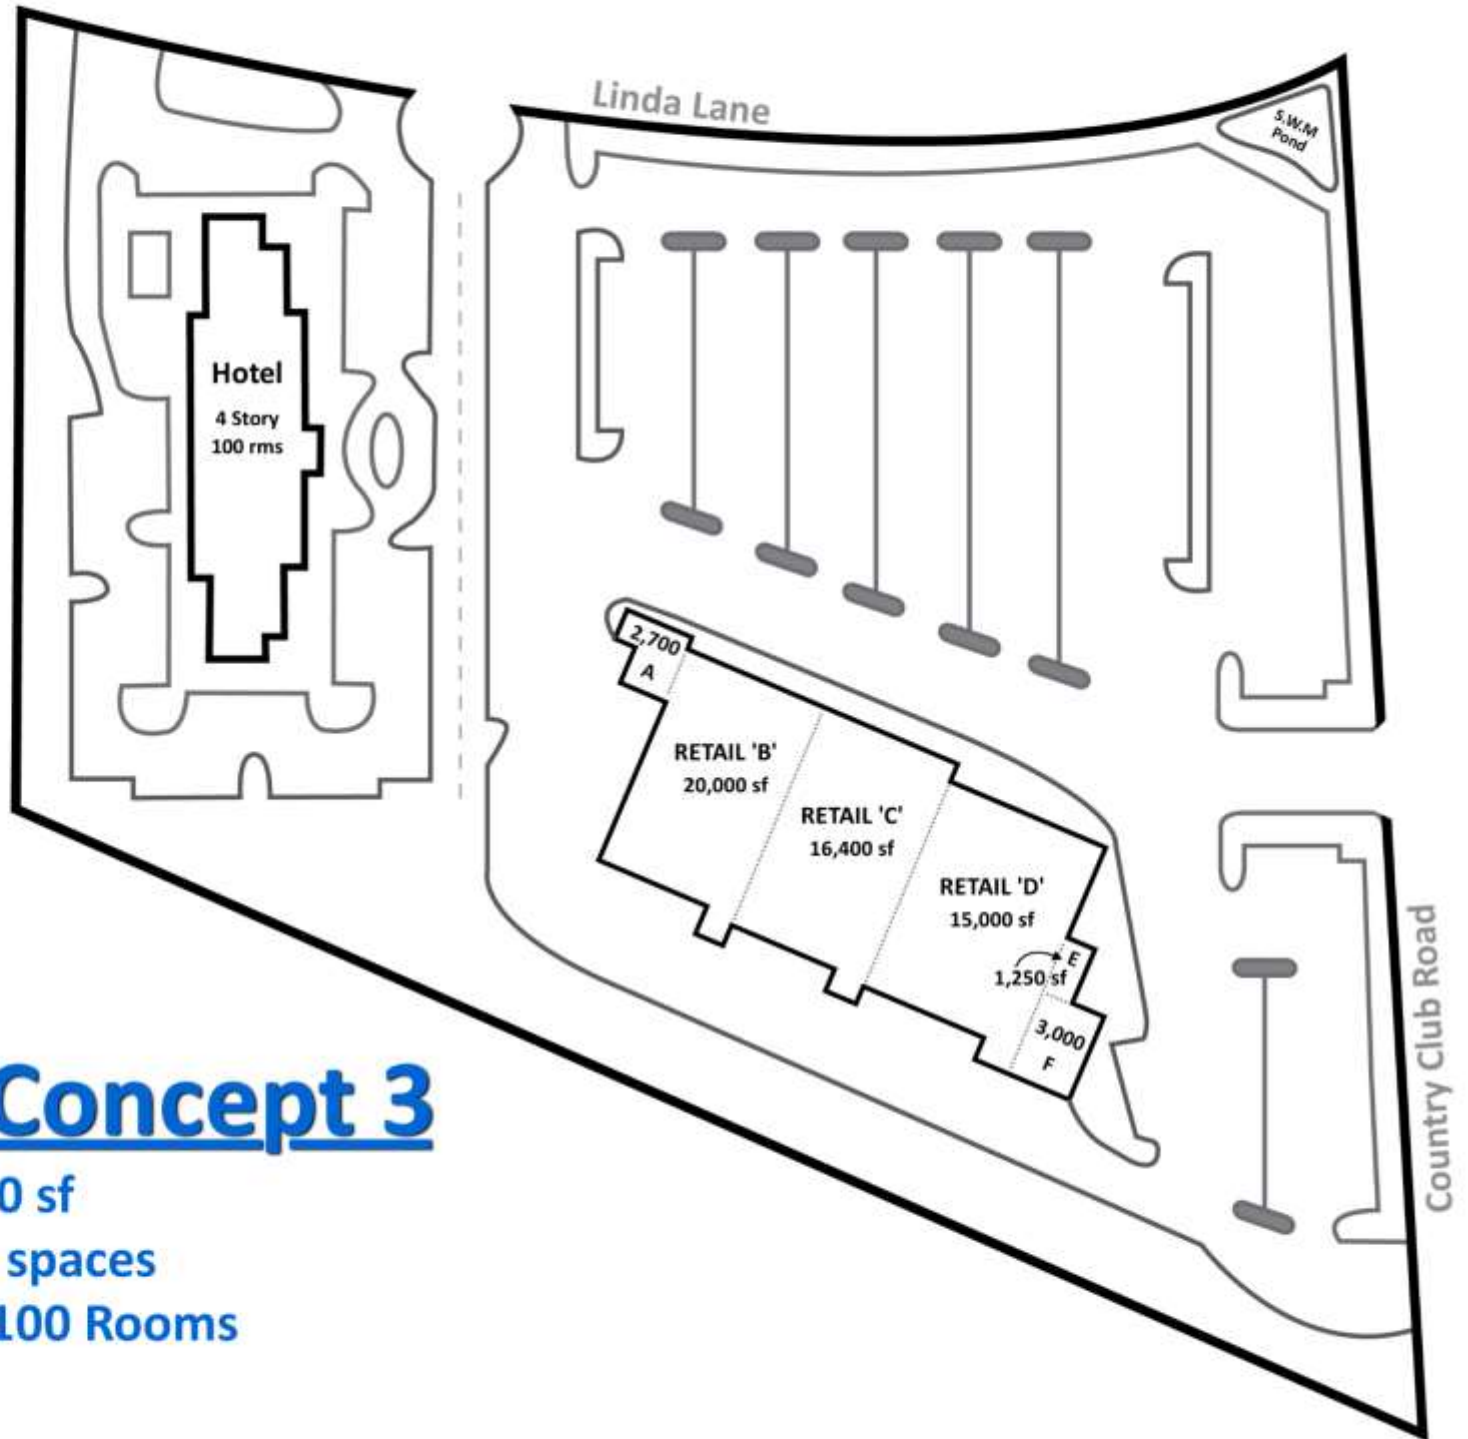 Linda Lane
S.W.M
Pond
Hotel
4 Story
100 rms
2,700
A
RETAIL 'B'
20,000 sf
RETAIL 'C'
16,400 sf
RETAIL 'D'
15,000 sf
E
1,250 sf
3,000
F
Country Club Road
Concept 3
0 sf
spaces
100 Rooms